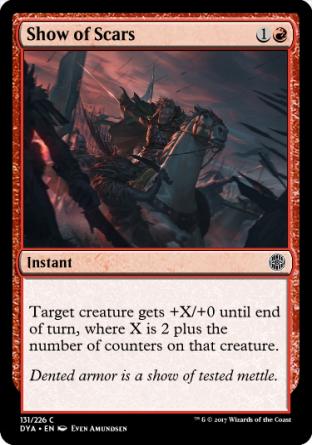 Show of Scars 1R
Instant
Target creature gets +X/+0 until end
of turn, where X is 2 plus the
number of counters on that creature.
Dented armor is a show of tested mettle.
131/226 C
DYA • EN Even Amundsen
™ & © 2017 Wizards of the Coast